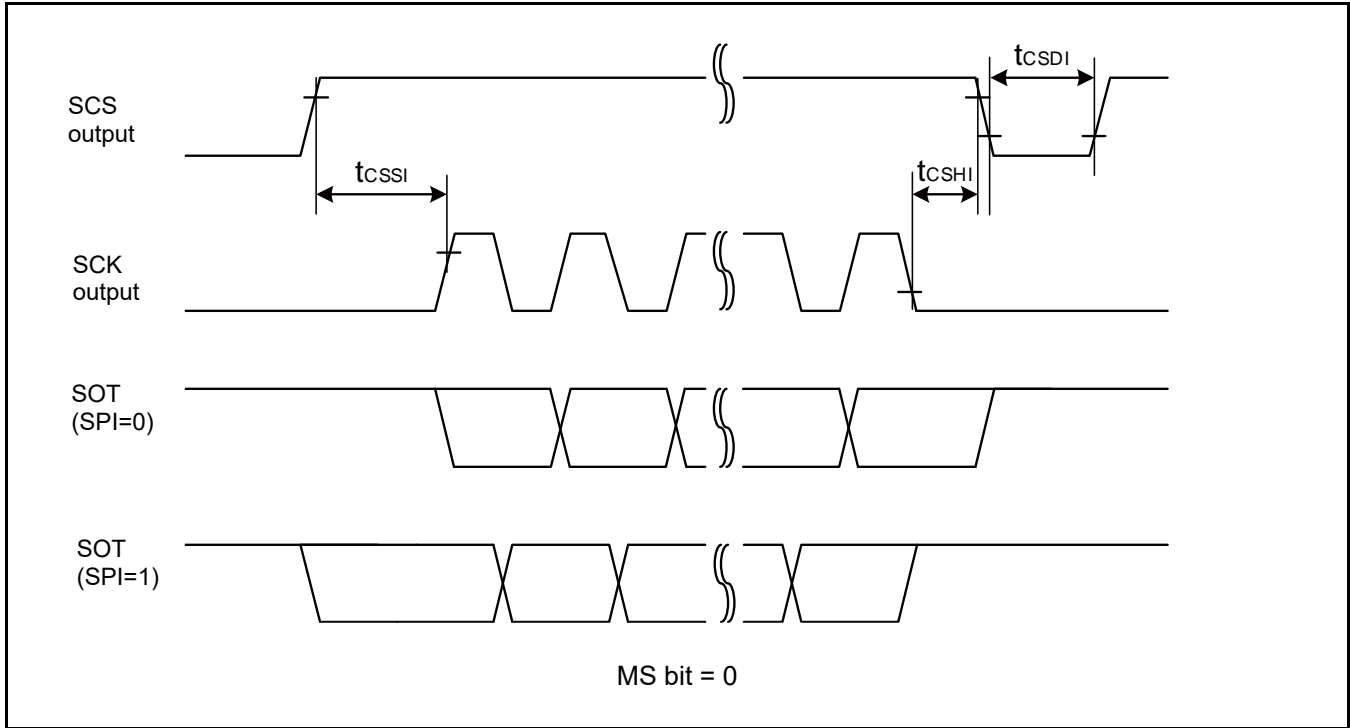 tCSDI
SCS
output
tCSSI
tCSHI
SCK
output
SOT
(SPI=0)
SOT
(SPI=1)
MS bit = 0